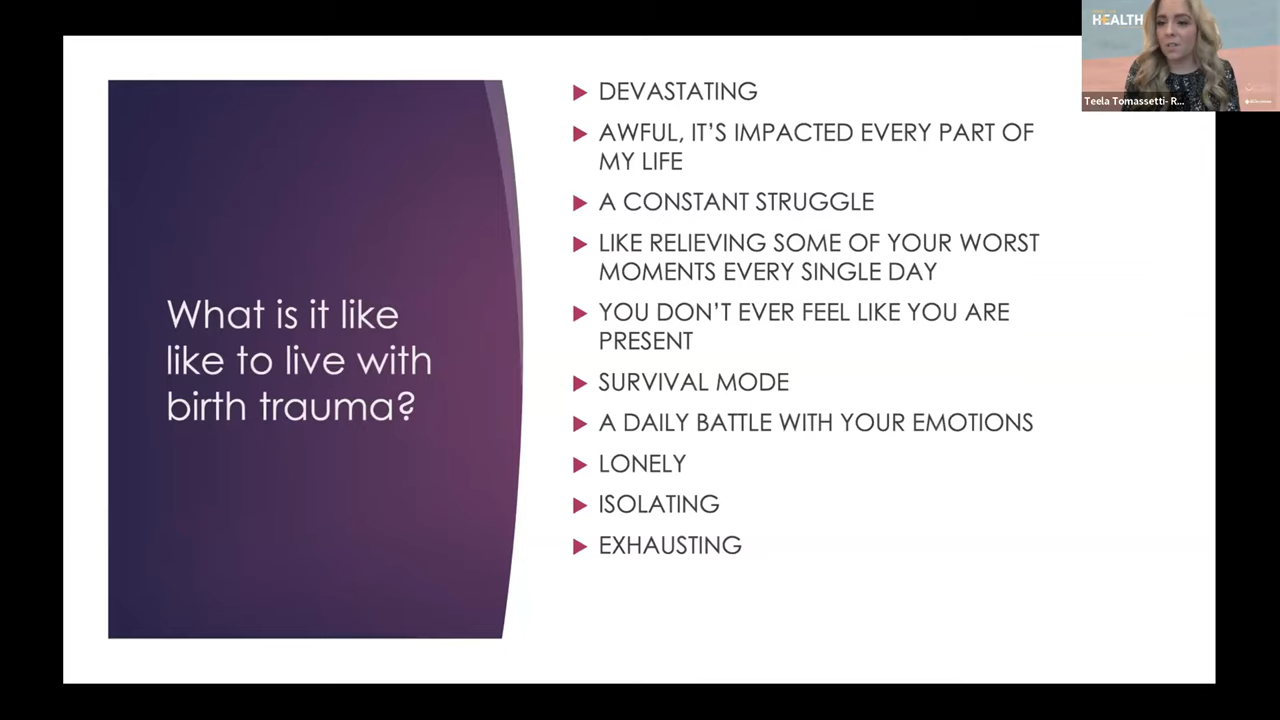 What is it like
like to live with
birth trauma?
DEVASTATING
AWFUL, IT'S IMPACTED EVERY PART OF
MY LIFE
A CONSTANT STRUGGLE
LIKE RELIEVING SOME OF YOUR WORST
MOMENTS EVERY SINGLE DAY
YOU DON'T EVER FEEL LIKE YOU ARE
PRESENT
SURVIVAL MODE
A DAILY BATTLE WITH YOUR EMOTIONS
LONELY
ISOLATING
EXHAUSTING
HEALTH
Teela Tomassetti- R...